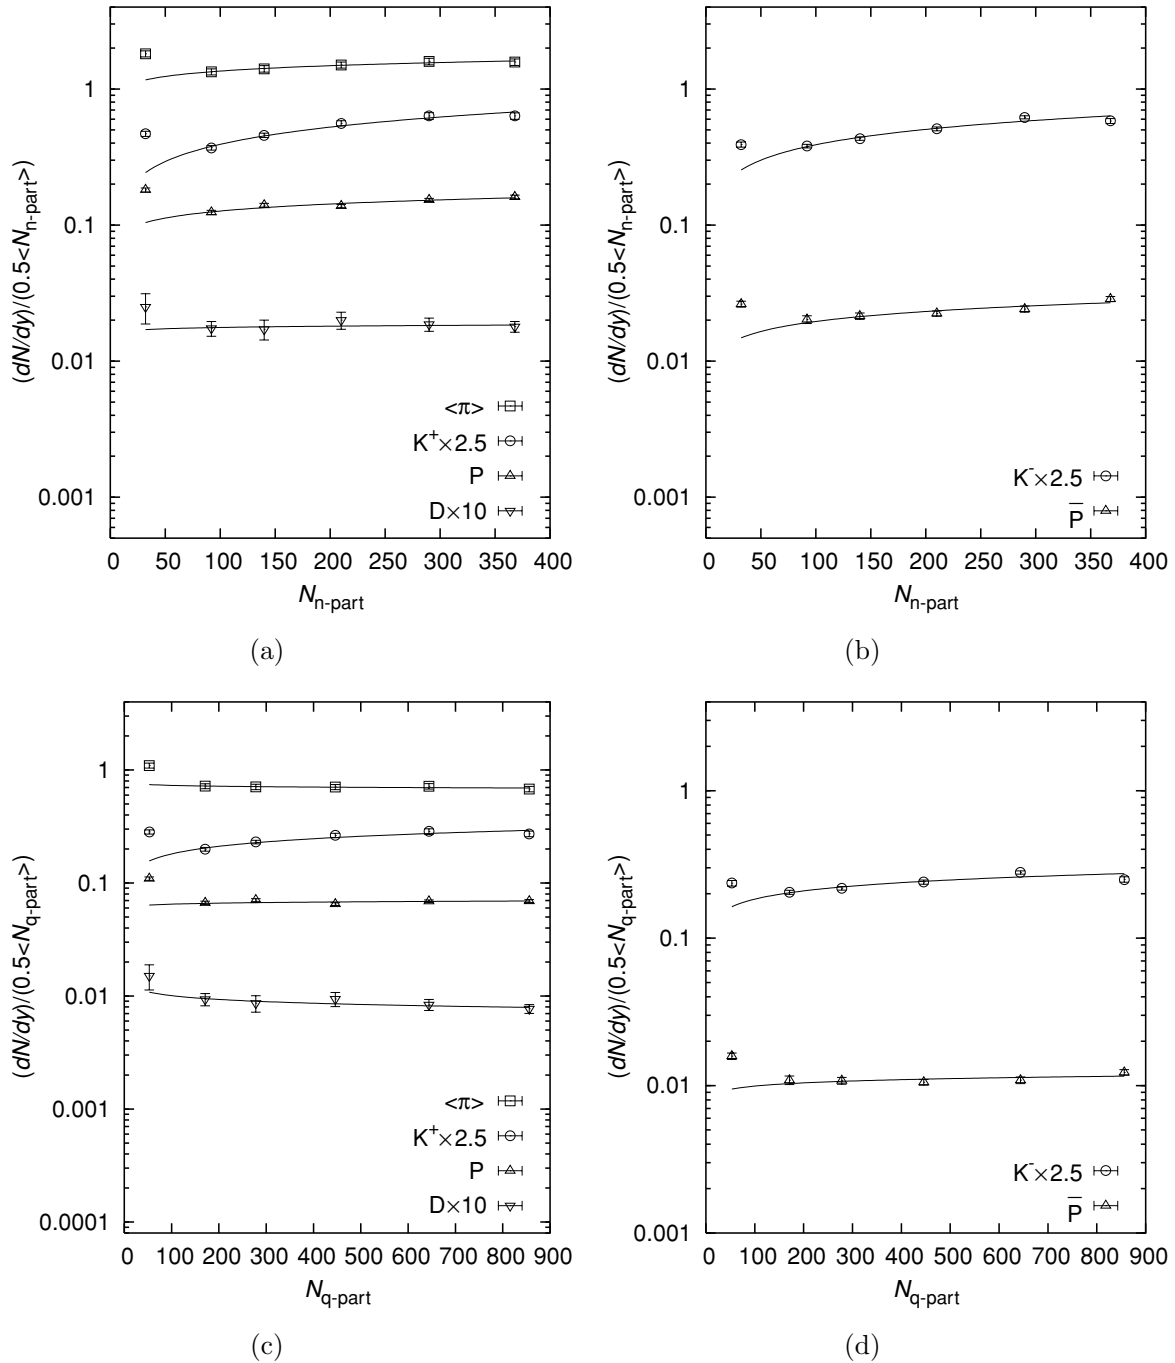 1
0.1
0.01
0.001
(dN/dy)/(0.5<N_n-part>)
<π>
K⁺×2.5
P
D×10
0 50 100 150 200 250 300 350 400
N_n-part
(a)
1
0.1
0.01
0.001
(dN/dy)/(0.5<N_n-part>)
K⁻×2.5
P̅
0 50 100 150 200 250 300 350 400
N_n-part
(b)
1
0.1
0.01
0.001
0.0001
(dN/dy)/(0.5<N_q-part>)
<π>
K⁺×2.5
P
D×10
0 100 200 300 400 500 600 700 800 900
N_q-part
(c)
1
0.1
0.01
0.001
(dN/dy)/(0.5<N_q-part>)
K⁻×2.5
P̅
0 100 200 300 400 500 600 700 800 900
N_q-part
(d)